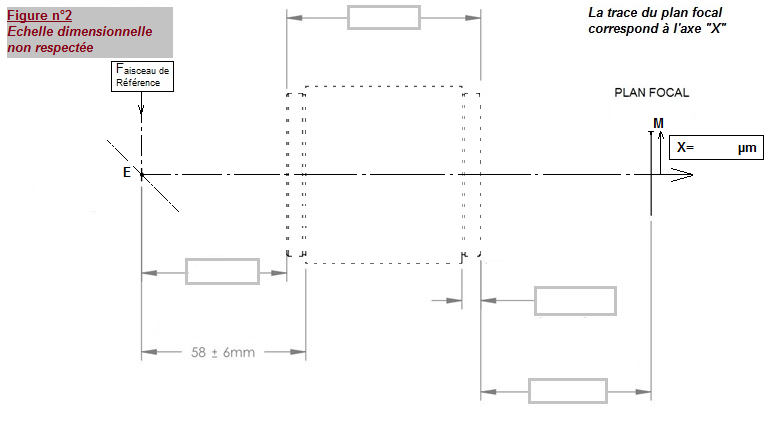 Figure n°2
Echelle dimensionnelle
non respectée
La trace du plan focal
correspond à l'axe "X"
Faisceau de
Référence
PLAN FOCAL
M
X= µm
E
58 ± 6mm